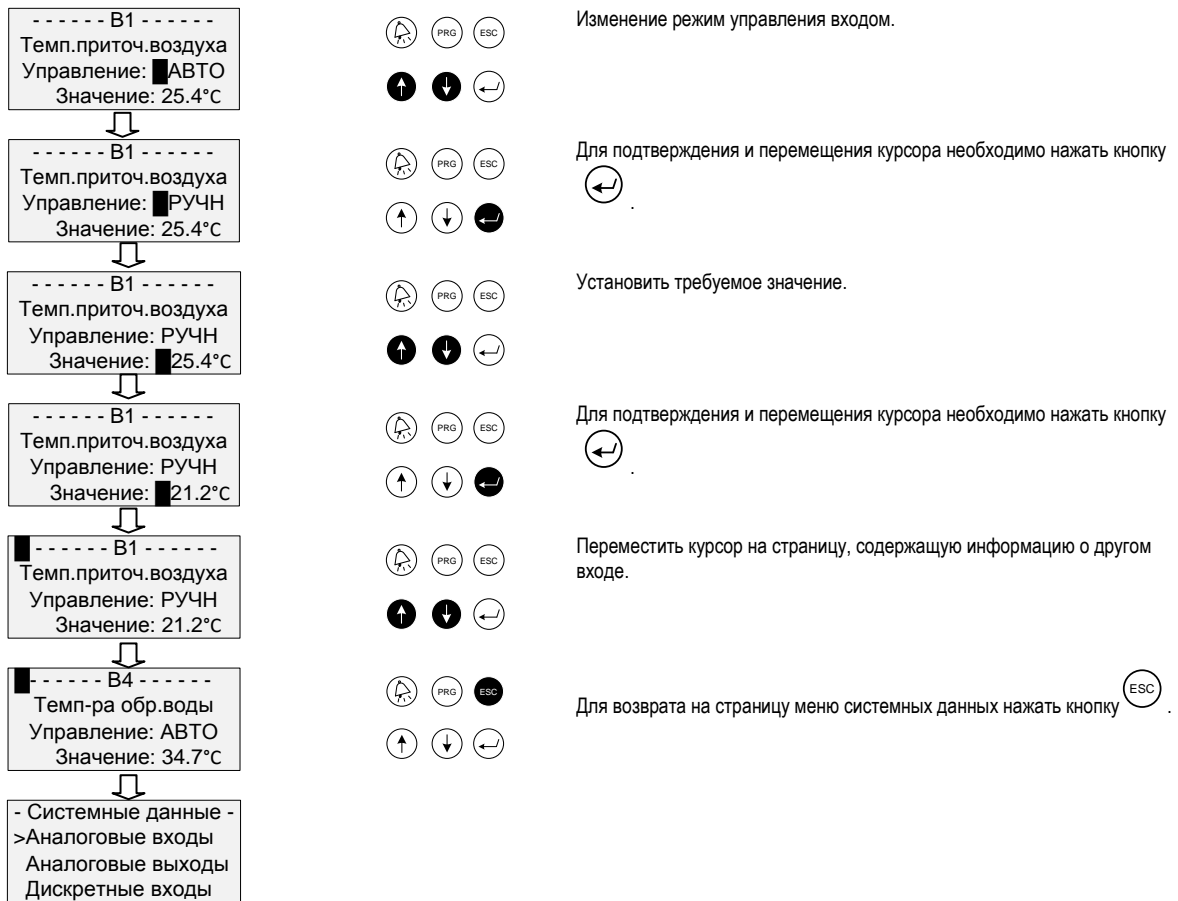 - - - - - - B1 - - - - - -
Темп.приточ.воздуха
Управление: АВТО
Значение: 25.4°C
PRG ESC
Изменение режим управления входом.
- - - - - - B1 - - - - - -
Темп.приточ.воздуха
Управление: РУЧН
Значение: 25.4°C
PRG ESC
Для подтверждения и перемещения курсора необходимо нажать кнопку
.
- - - - - - B1 - - - - - -
Темп.приточ.воздуха
Управление: РУЧН
Значение: 25.4°C
PRG ESC
Установить требуемое значение.
- - - - - - B1 - - - - - -
Темп.приточ.воздуха
Управление: РУЧН
Значение: 21.2°C
PRG ESC
Для подтверждения и перемещения курсора необходимо нажать кнопку
.
- - - - - - B1 - - - - - -
Темп.приточ.воздуха
Управление: РУЧН
Значение: 21.2°C
PRG ESC
Переместить курсор на страницу, содержащую информацию о другом
входе.
- - - - - - B4 - - - - - -
Темп-ра обр.воды
Управление: АВТО
Значение: 34.7°C
PRG ESC
Для возврата на страницу меню системных данных нажать кнопку ESC .
- Системные данные -
>Аналоговые входы
Аналоговые выходы
Дискретные входы